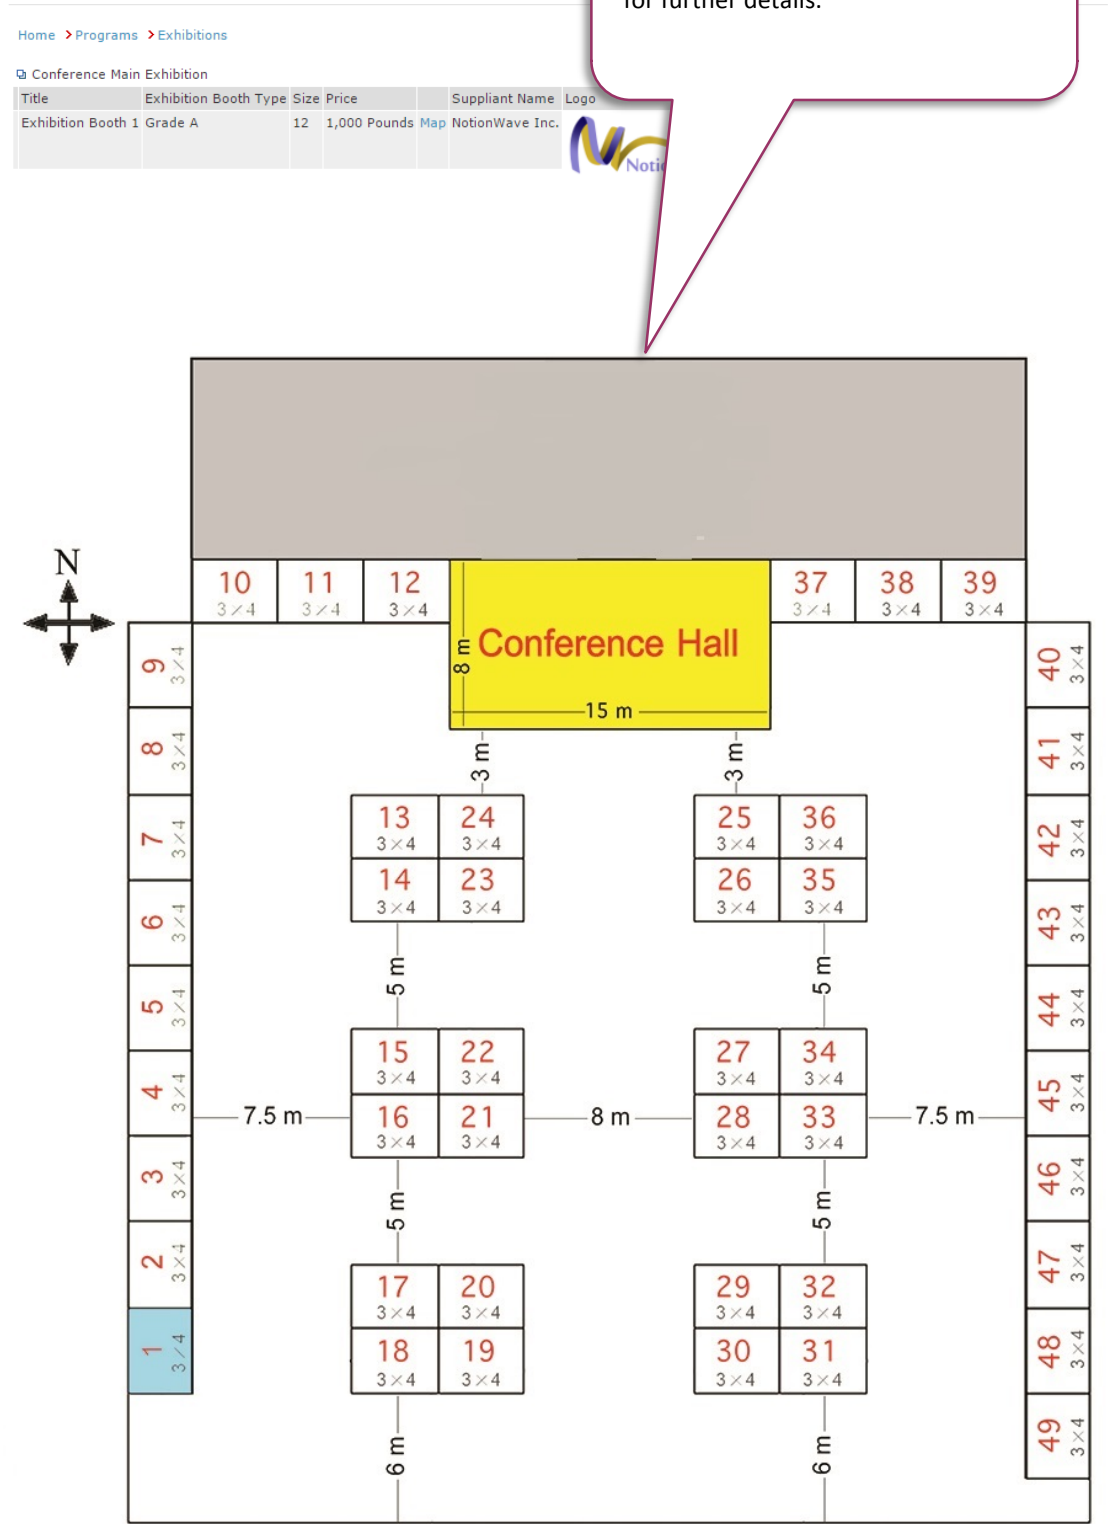 for further details.
Home > Programs > Exhibitions
Conference Main Exhibition
Title Exhibition Booth Type Size Price Suppliant Name Logo
Exhibition Booth 1 Grade A 12 1,000 Pounds Map NotionWave Inc.
N
10 11 12 37 38 39
3×4 3×4 3×4 3×4 3×4 3×4
Conference Hall
8 m
15 m
9 3×4
40 3×4
8 3×4
3 m
3 m
41 3×4
7 3×4
13 24 25 36
3×4 3×4 3×4 3×4
42 3×4
14 23 26 35
3×4 3×4 3×4 3×4
6 3×4
43 3×4
5 m
5 m
5 3×4
44 3×4
15 22 27 34
3×4 3×4 3×4 3×4
4 3×4
45 3×4
7.5 m
16 21
8 m
28 33
7.5 m
3×4 3×4 3×4 3×4
3 3×4
46 3×4
5 m
5 m
2 3×4
47 3×4
17 20 29 32
3×4 3×4 3×4 3×4
1 3×4
48 3×4
18 19 30 31
3×4 3×4 3×4 3×4
49 3×4
6 m
6 m